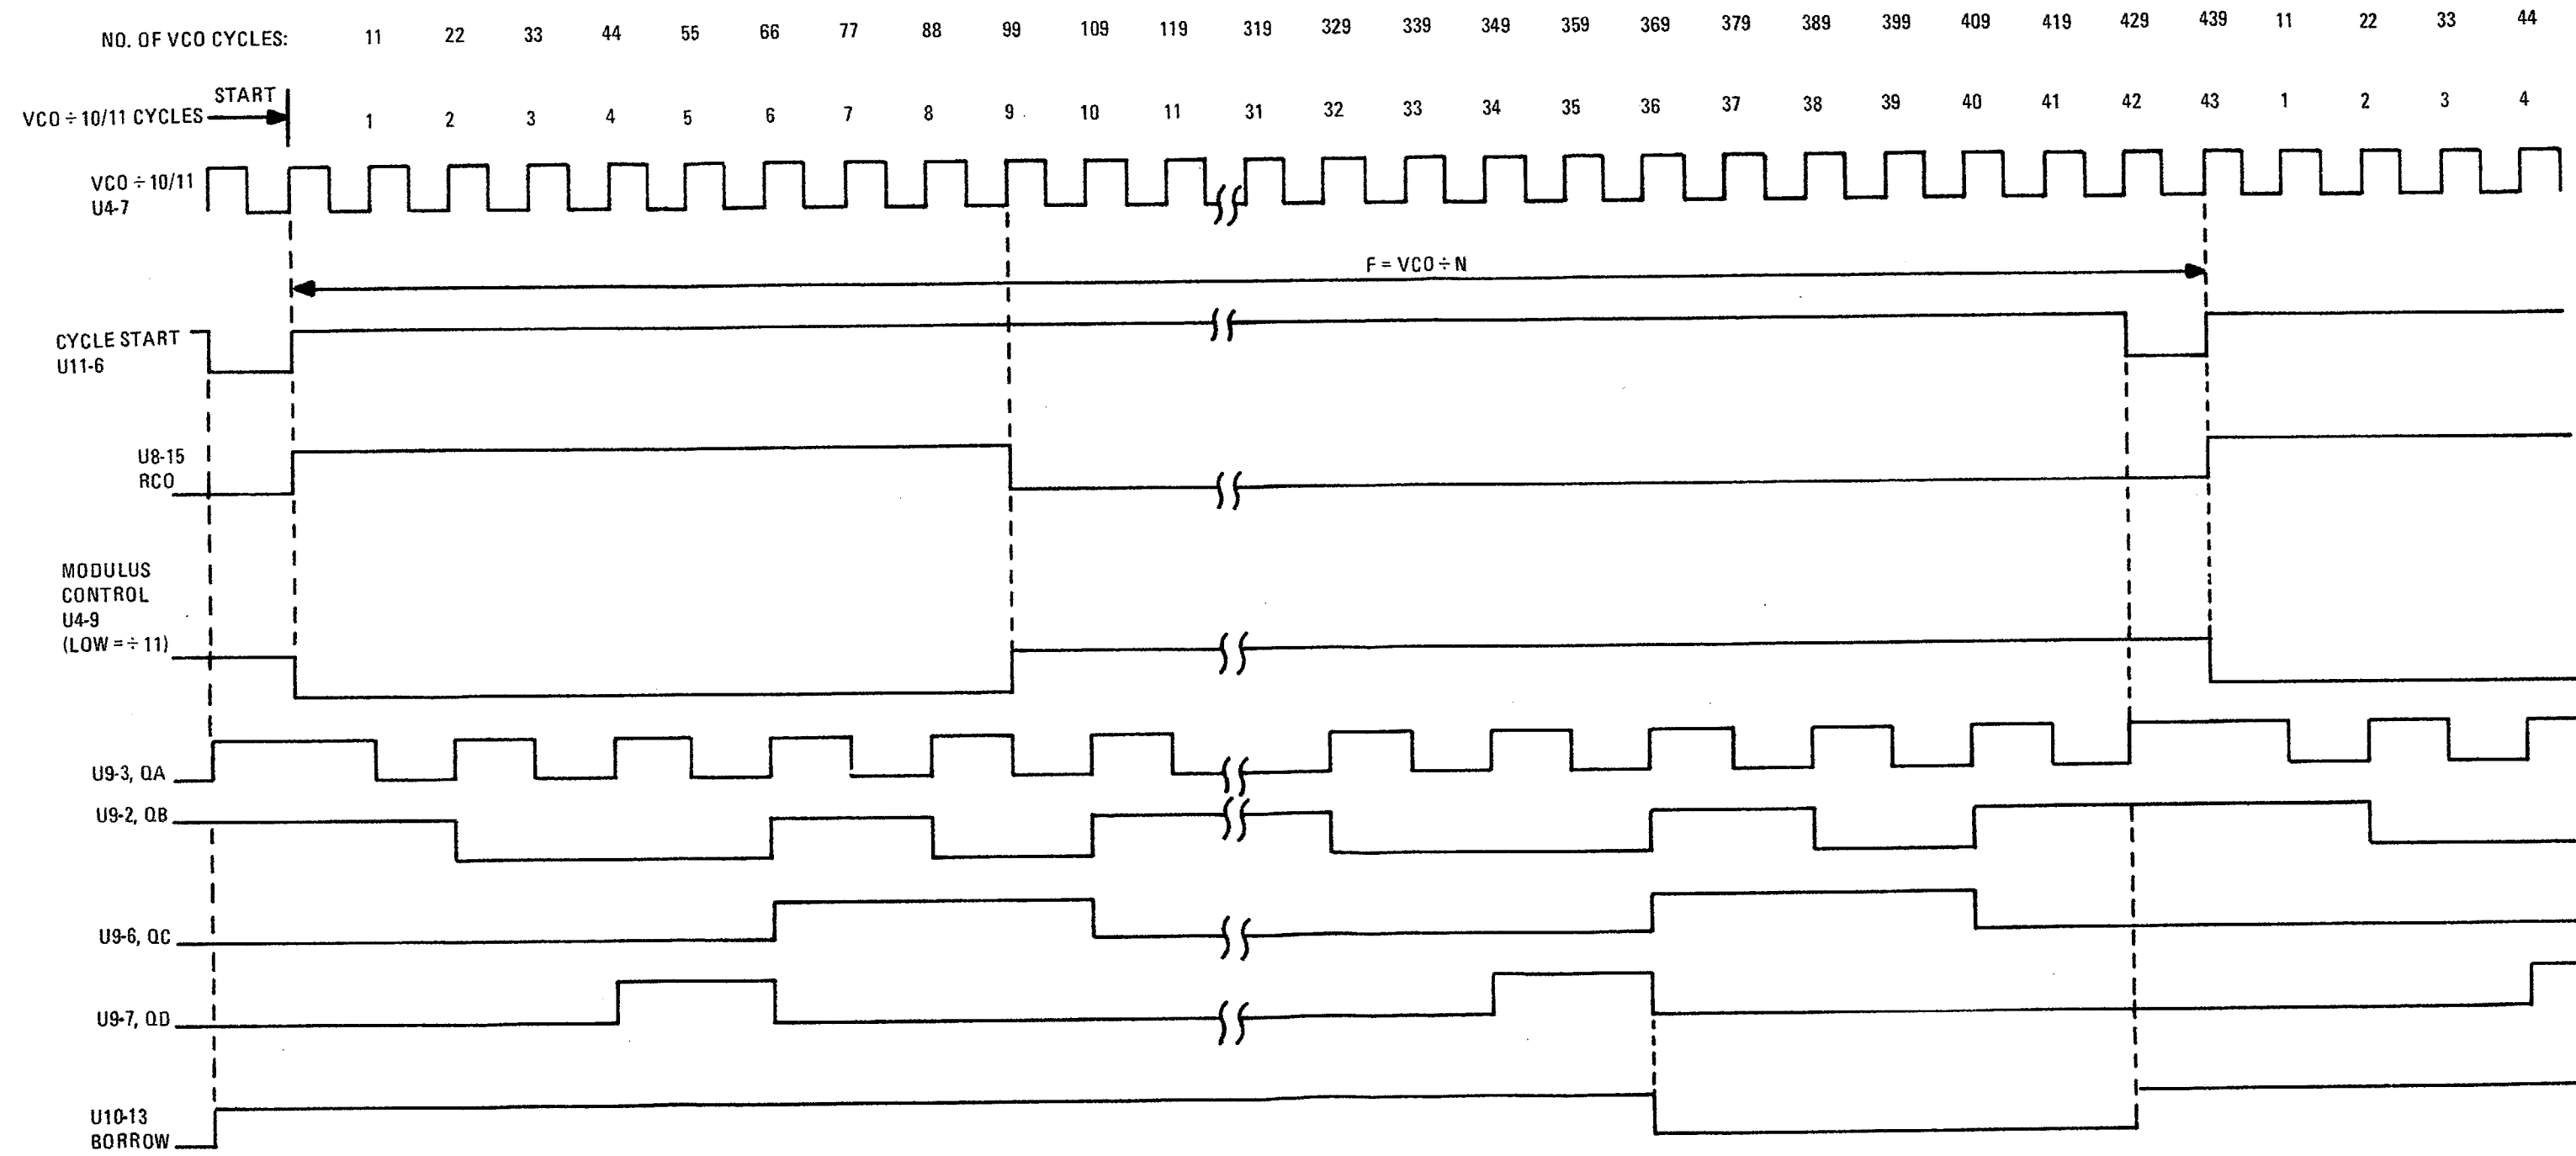 NO. OF VCO CYCLES: 11 22 33 44 55 66 77 88 99 109 119 319 329 339 349 359 369 379 389 399 409 419 429 439 11 22 33 44
START
VCO ÷ 10/11 CYCLES 1 2 3 4 5 6 7 8 9 10 11 31 32 33 34 35 36 37 38 39 40 41 42 43 1 2 3 4
VCO ÷ 10/11
U4-7
F = VCO ÷ N
CYCLE START
U11-6
U8-15
RCO
MODULUS
CONTROL
U4-9
(LOW = ÷ 11)
U9-3, QA
U9-2, QB
U9-6, QC
U9-7, QD
U10-13
BORROW